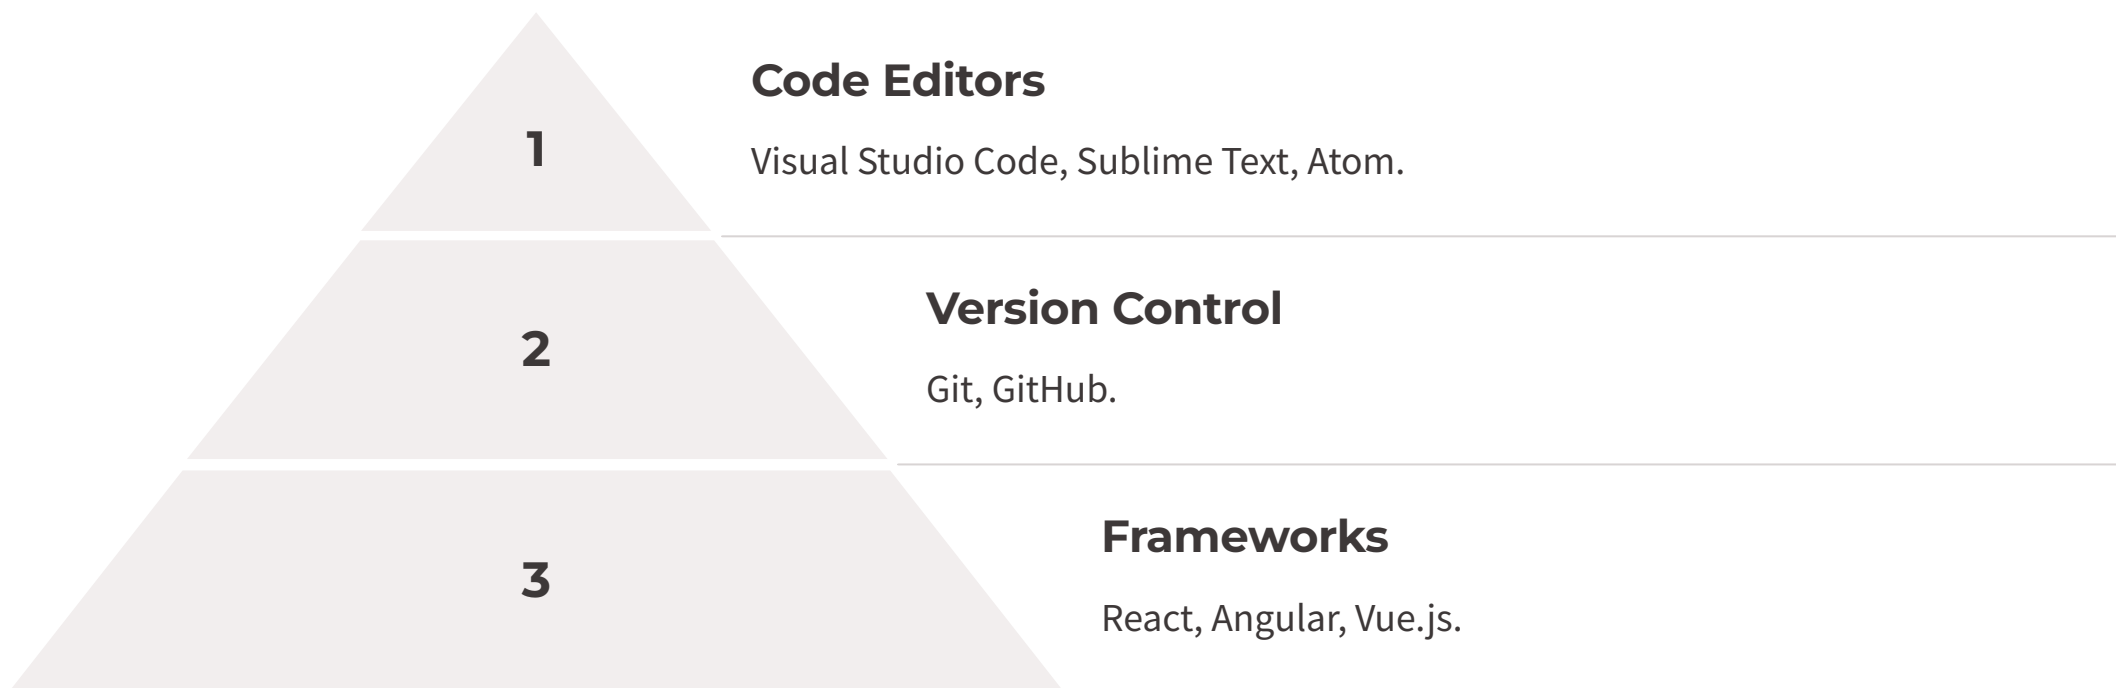 1
Code Editors
Visual Studio Code, Sublime Text, Atom.
2
Version Control
Git, GitHub.
3
Frameworks
React, Angular, Vue.js.